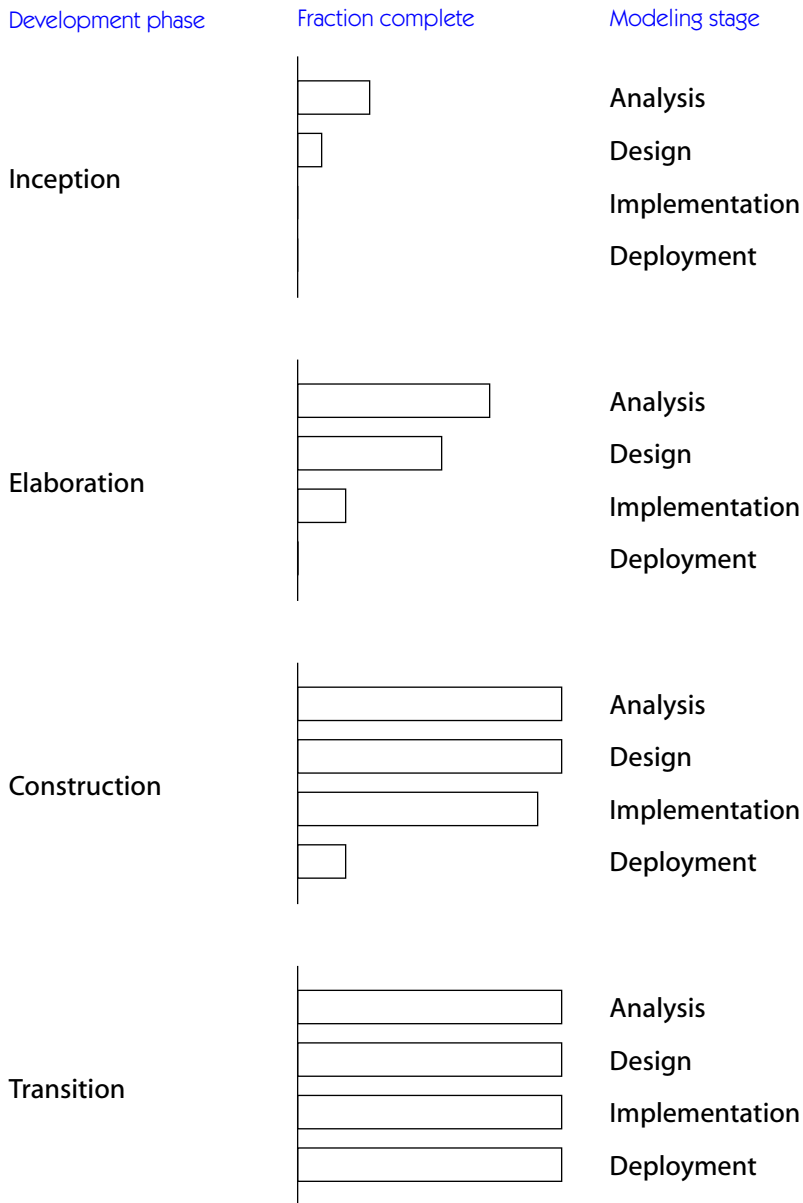 Development phase Fraction complete Modeling stage
Analysis
Design
Inception
Implementation
Deployment
Analysis
Design
Elaboration
Implementation
Deployment
Analysis
Design
Construction
Implementation
Deployment
Analysis
Design
Transition
Implementation
Deployment